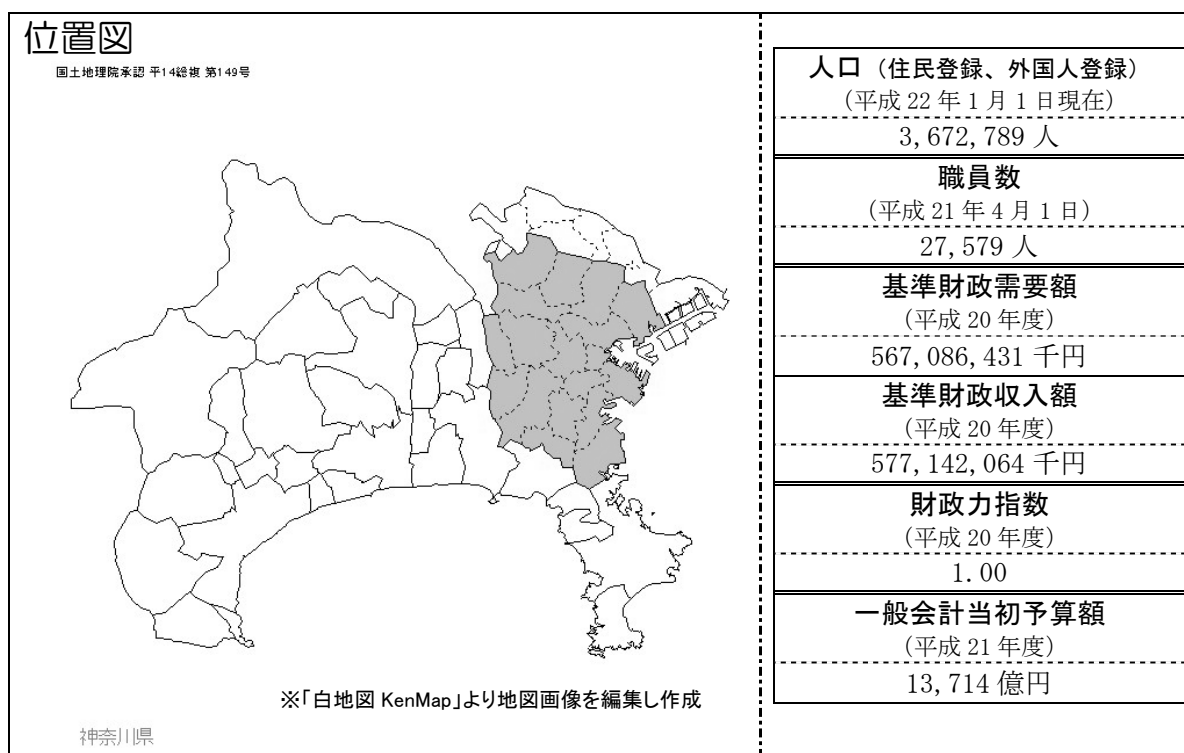 位置図
国土地理院承認 平14総複 第149号
※「白地図 KenMap」より地図画像を編集し作成
神奈川県
人口（住民登録、外国人登録）
（平成 22 年 1 月 1 日現在）
3,672,789 人
職員数
（平成 21 年 4 月 1 日）
27,579 人
基準財政需要額
（平成 20 年度）
567,086,431 千円
基準財政収入額
（平成 20 年度）
577,142,064 千円
財政力指数
（平成 20 年度）
1.00
一般会計当初予算額
（平成 21 年度）
13,714 億円